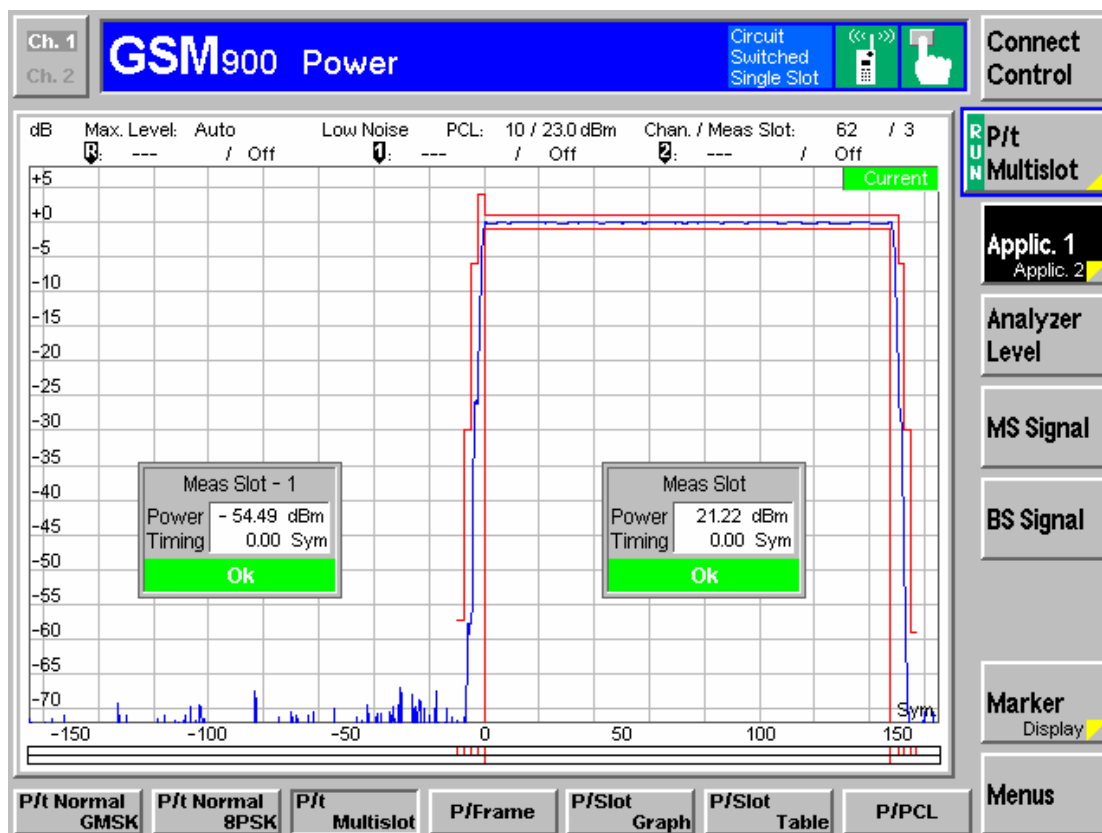 Ch. 1
Ch. 2
GSM900 Power
Circuit
Switched
Single Slot
Connect
Control
dB Max. Level: Auto Low Noise PCL: 10 / 23.0 dBm Chan. / Meas Slot: 62 / 3
R: --- / Off 1: --- / Off 2: --- / Off
Current
+5
+0
-5
-10
-15
-20
-25
-30
-35
-40
-45
-50
-55
-60
-65
-70
Meas Slot - 1
Power - 54.49 dBm
Timing 0.00 Sym
Ok
Meas Slot
Power 21.22 dBm
Timing 0.00 Sym
Ok
Sym
-150 -100 -50 0 50 100 150
RUN
P/t
Multislot
Applic. 1
Applic. 2
Analyzer
Level
MS Signal
BS Signal
Marker
Display
Menus
P/t Normal
GMSK
P/t Normal
8PSK
P/t
Multislot
P/Frame
P/Slot
Graph
P/Slot
Table
P/PCL